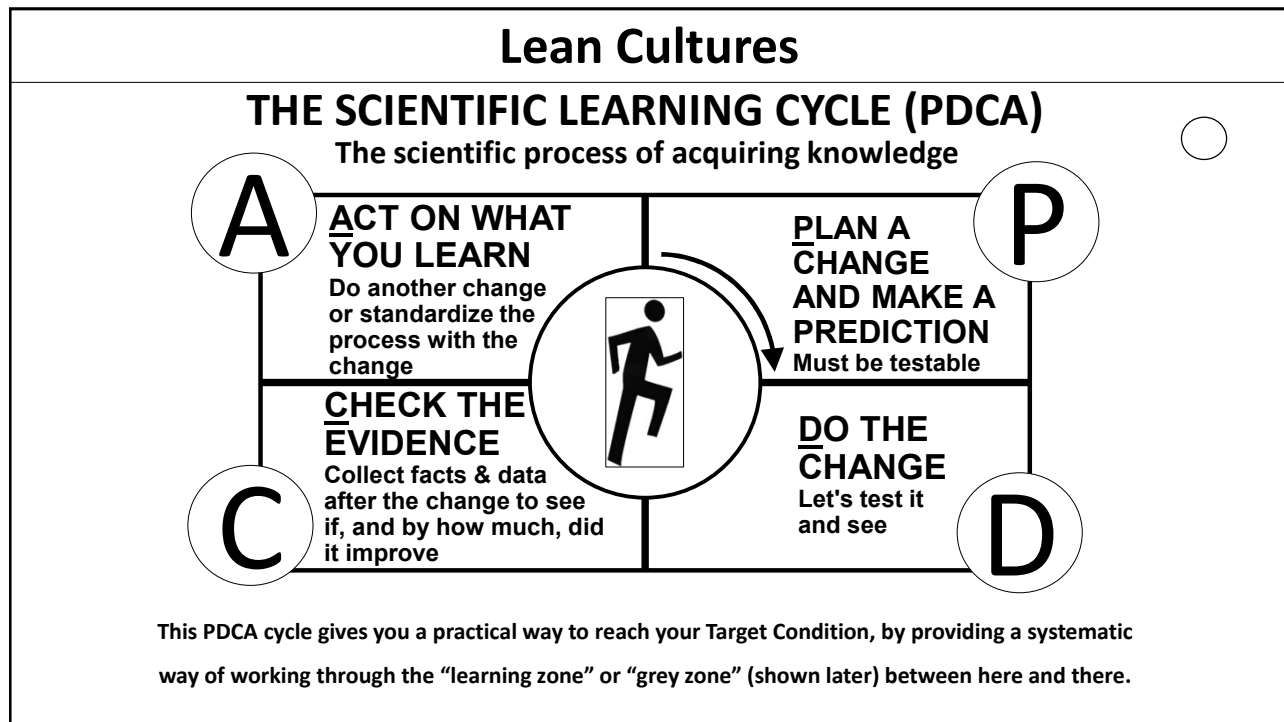 Lean Cultures
THE SCIENTIFIC LEARNING CYCLE (PDCA)
The scientific process of acquiring knowledge
A
ACT ON WHAT
YOU LEARN
Do another change
or standardize the
process with the
change
P
PLAN A
CHANGE
AND MAKE A
PREDICTION
Must be testable
C
CHECK THE
EVIDENCE
Collect facts & data
after the change to see
if, and by how much, did
it improve
D
DO THE
CHANGE
Let's test it
and see
This PDCA cycle gives you a practical way to reach your Target Condition, by providing a systematic
way of working through the “learning zone” or “grey zone” (shown later) between here and there.